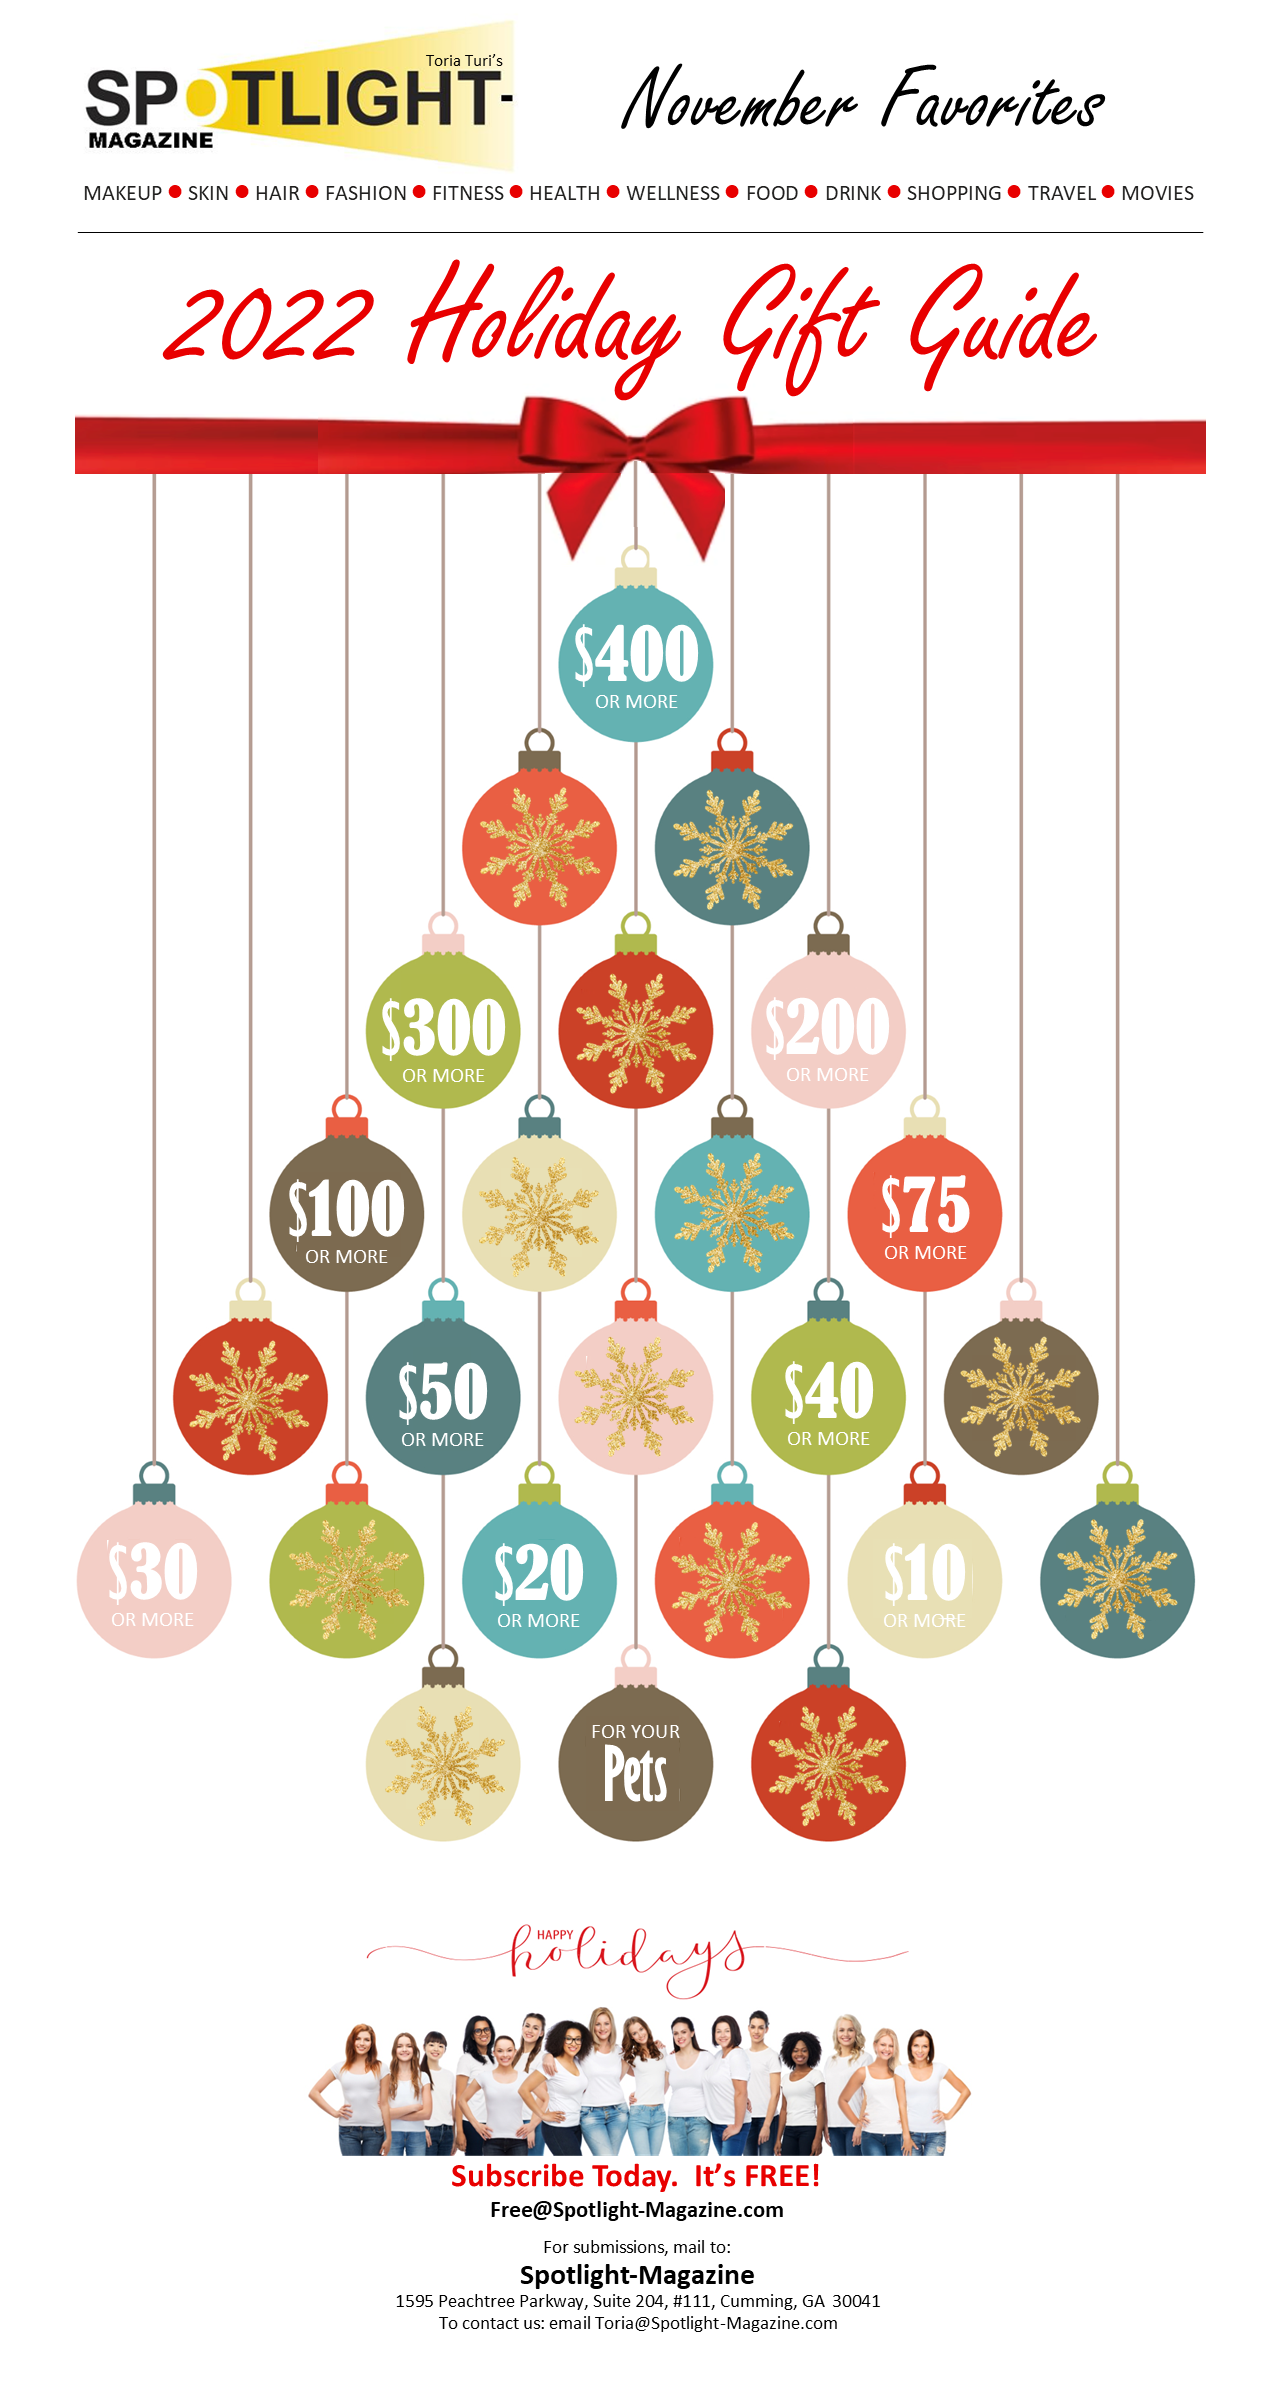 Toria Turi's
SPOTLIGHT-
MAGAZINE
November Favorites
MAKEUP ● SKIN ● HAIR ● FASHION ● FITNESS ● HEALTH ● WELLNESS ● FOOD ● DRINK ● SHOPPING ● TRAVEL ● MOVIES
2022 Holiday Gift Guide
$400
OR MORE
$300
OR MORE
$200
OR MORE
$100
OR MORE
$75
OR MORE
$50
OR MORE
$40
OR MORE
$30
OR MORE
$20
OR MORE
$10
OR MORE
FOR YOUR
Pets
HAPPY
holidays
Subscribe Today.  It's FREE!
Free@Spotlight-Magazine.com
For submissions, mail to:
Spotlight-Magazine
1595 Peachtree Parkway, Suite 204, #111, Cumming, GA  30041
To contact us: email Toria@Spotlight-Magazine.com